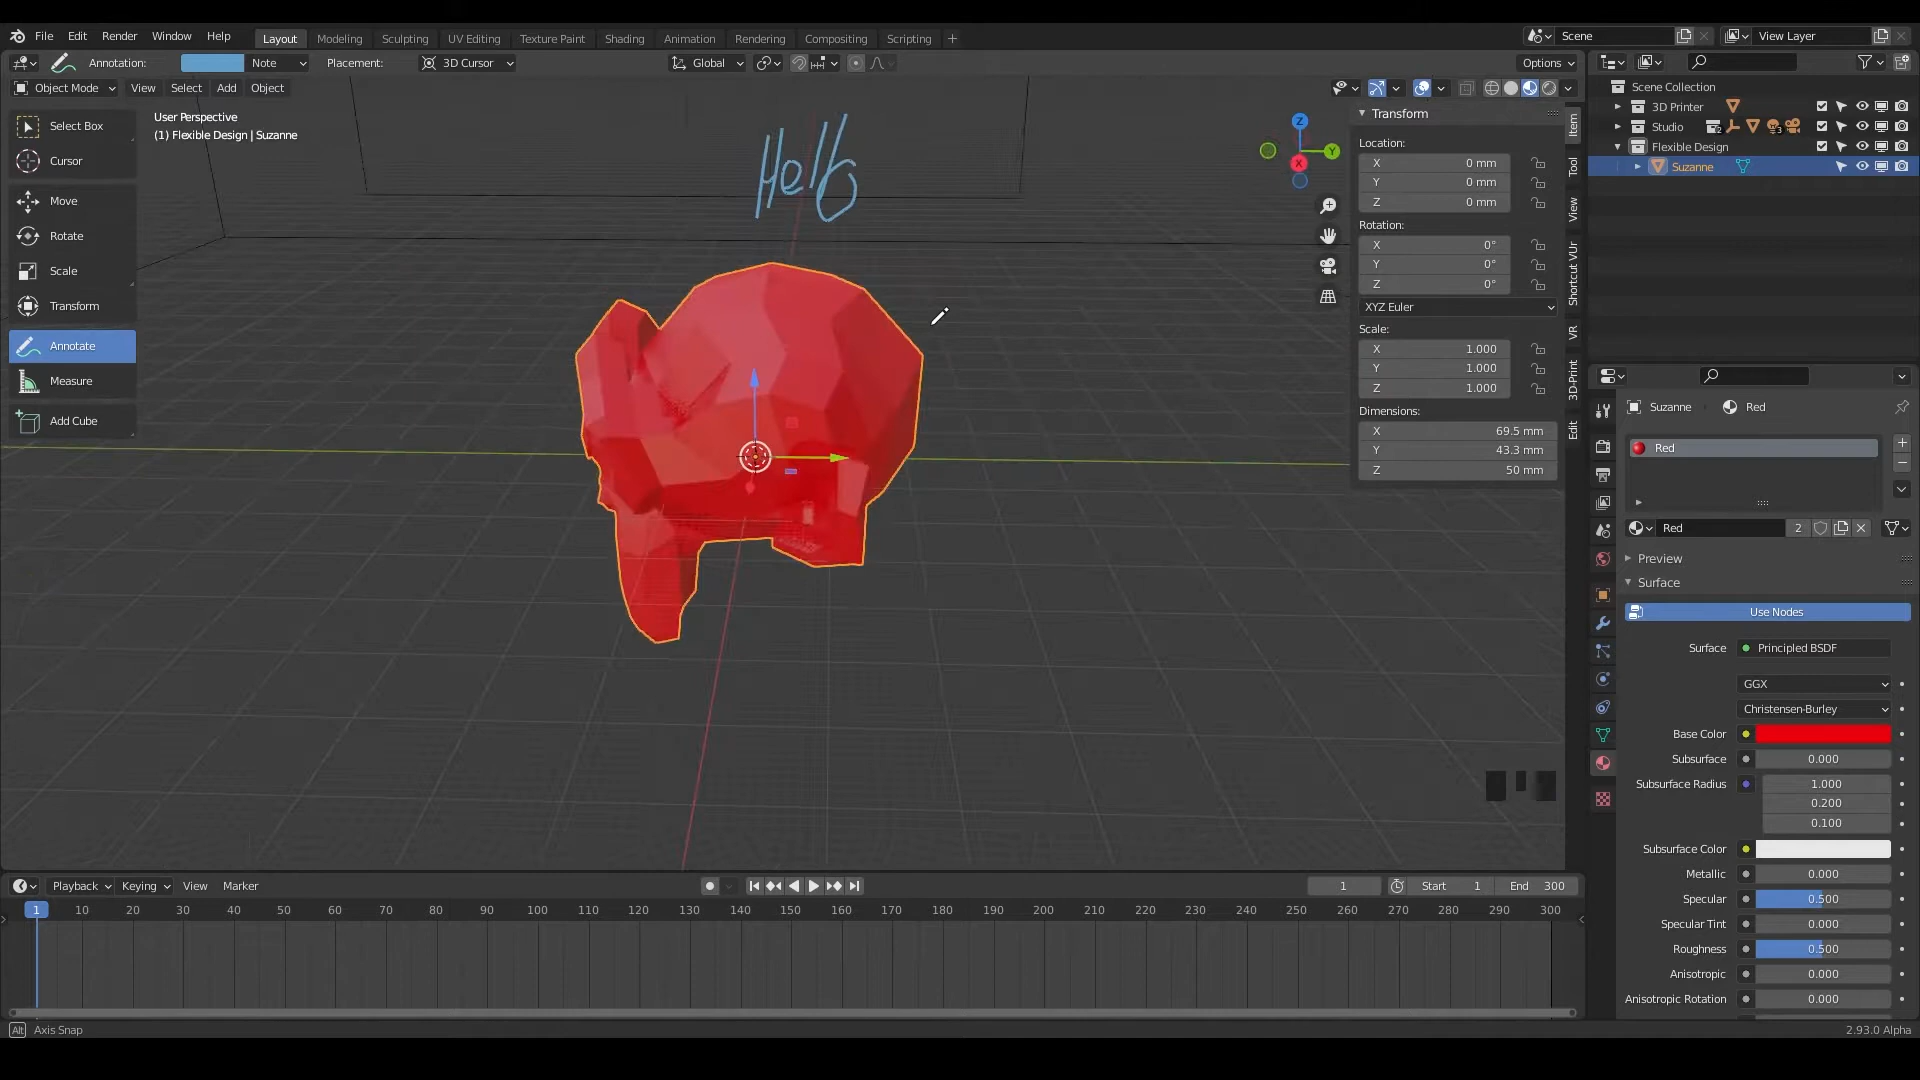 File Edit Render Window Help Layout Modeling Sculpting UV Editing Texture Paint Shading Animation Rendering Compositing Scripting + Scene View Layer
Annotation: Note Placement: 3D Cursor Global Options
Object Mode View Select Add Object
User Perspective
(1) Flexible Design | Suzanne
Select Box
Cursor
Move
Rotate
Scale
Transform
Annotate
Measure
Add Cube
Hello
Z
Y
X
Transform
Location:
X 0 mm
Y 0 mm
Z 0 mm
Rotation:
X 0°
Y 0°
Z 0°
XYZ Euler
Scale:
X 1.000
Y 1.000
Z 1.000
Dimensions:
X 69.5 mm
Y 43.3 mm
Z 50 mm
Item
Tool
View
Shortcut VUr
VR
3D-Print
Edit
Scene Collection
3D Printer
Studio 2 3
Flexible Design
Suzanne
Suzanne Red
Red
Red 2
Preview
Surface
Use Nodes
Surface Principled BSDF
GGX
Christensen-Burley
Base Color
Subsurface 0.000
Subsurface Radius 1.000
0.200
0.100
Subsurface Color
Metallic 0.000
Specular 0.500
Specular Tint 0.000
Roughness 0.500
Anisotropic 0.000
Anisotropic Rotation 0.000
Playback Keying View Marker 1 Start 1 End 300
1 10 20 30 40 50 60 70 80 90 100 110 120 130 140 150 160 170 180 190 200 210 220 230 240 250 260 270 280 290 300
Alt Axis Snap 2.93.0 Alpha